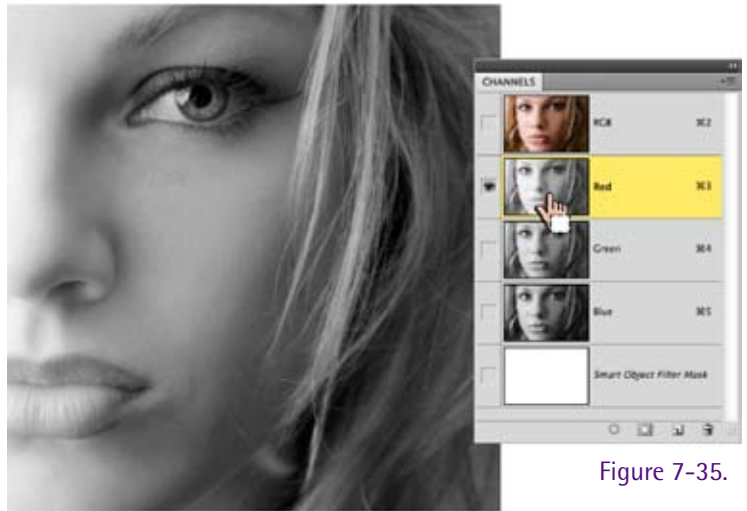 CHANNELS
RGB ⌘2
Red ⌘3
Green ⌘4
Blue ⌘5
Smart Object Filter Mask
Figure 7-35.